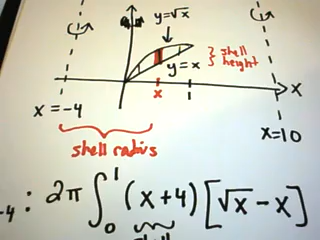 y=√x
} shell height
y = x
x
1
x
x = -4
x = 10
shell radius
-4 : 2π ∫₀¹ (x+4) [√x - x]